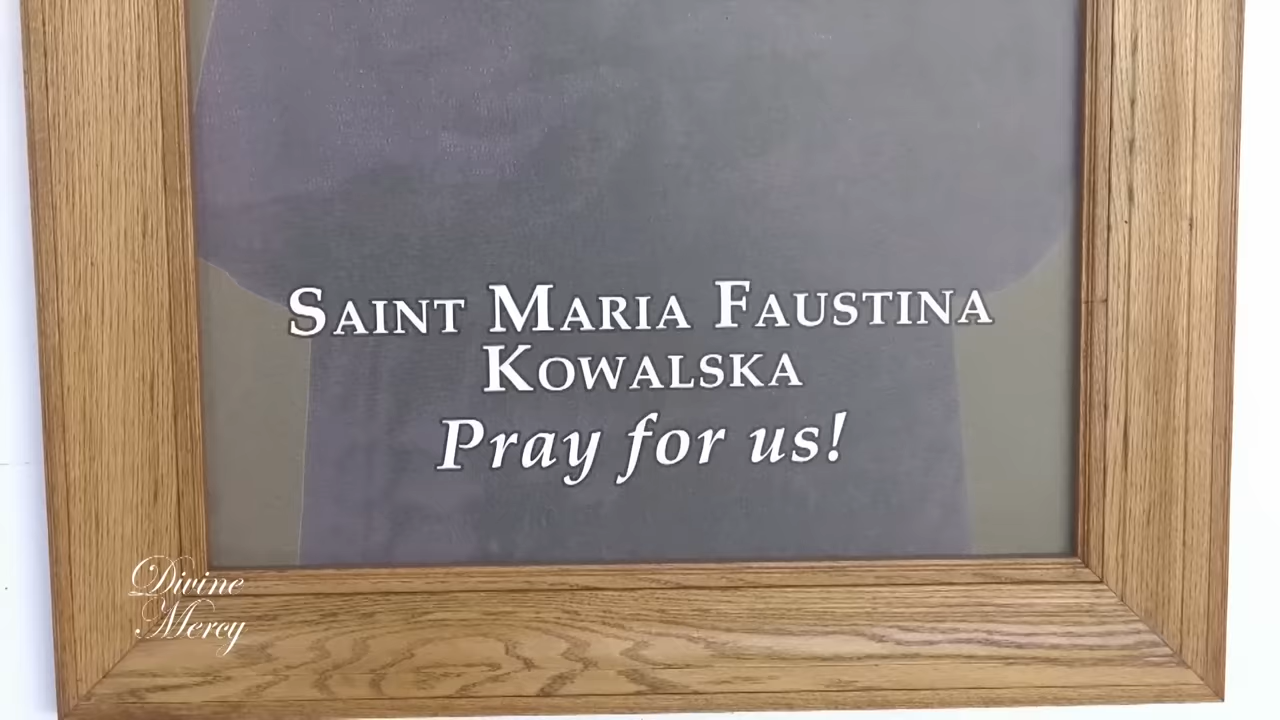 SAINT MARIA FAUSTINA
KOWALSKA
Pray for us!
Divine
Mercy